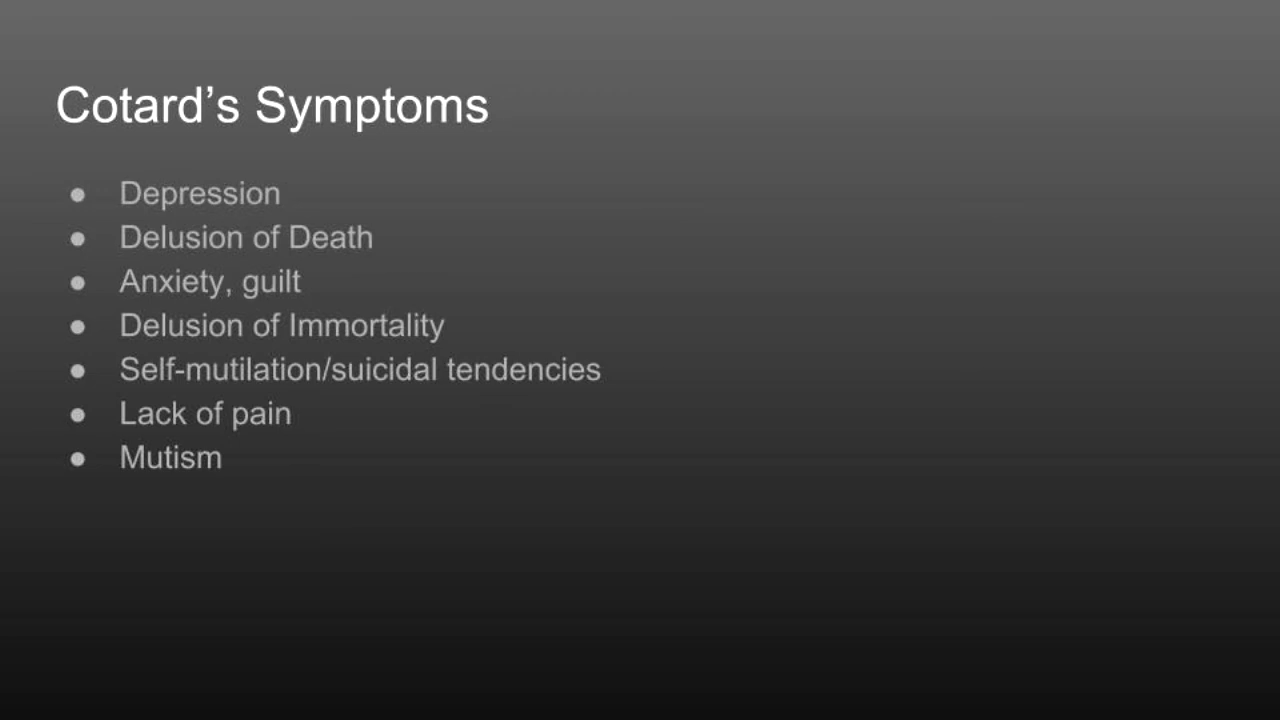 Cotard’s Symptoms
● Depression
● Delusion of Death
● Anxiety, guilt
● Delusion of Immortality
● Self-mutilation/suicidal tendencies
● Lack of pain
● Mutism